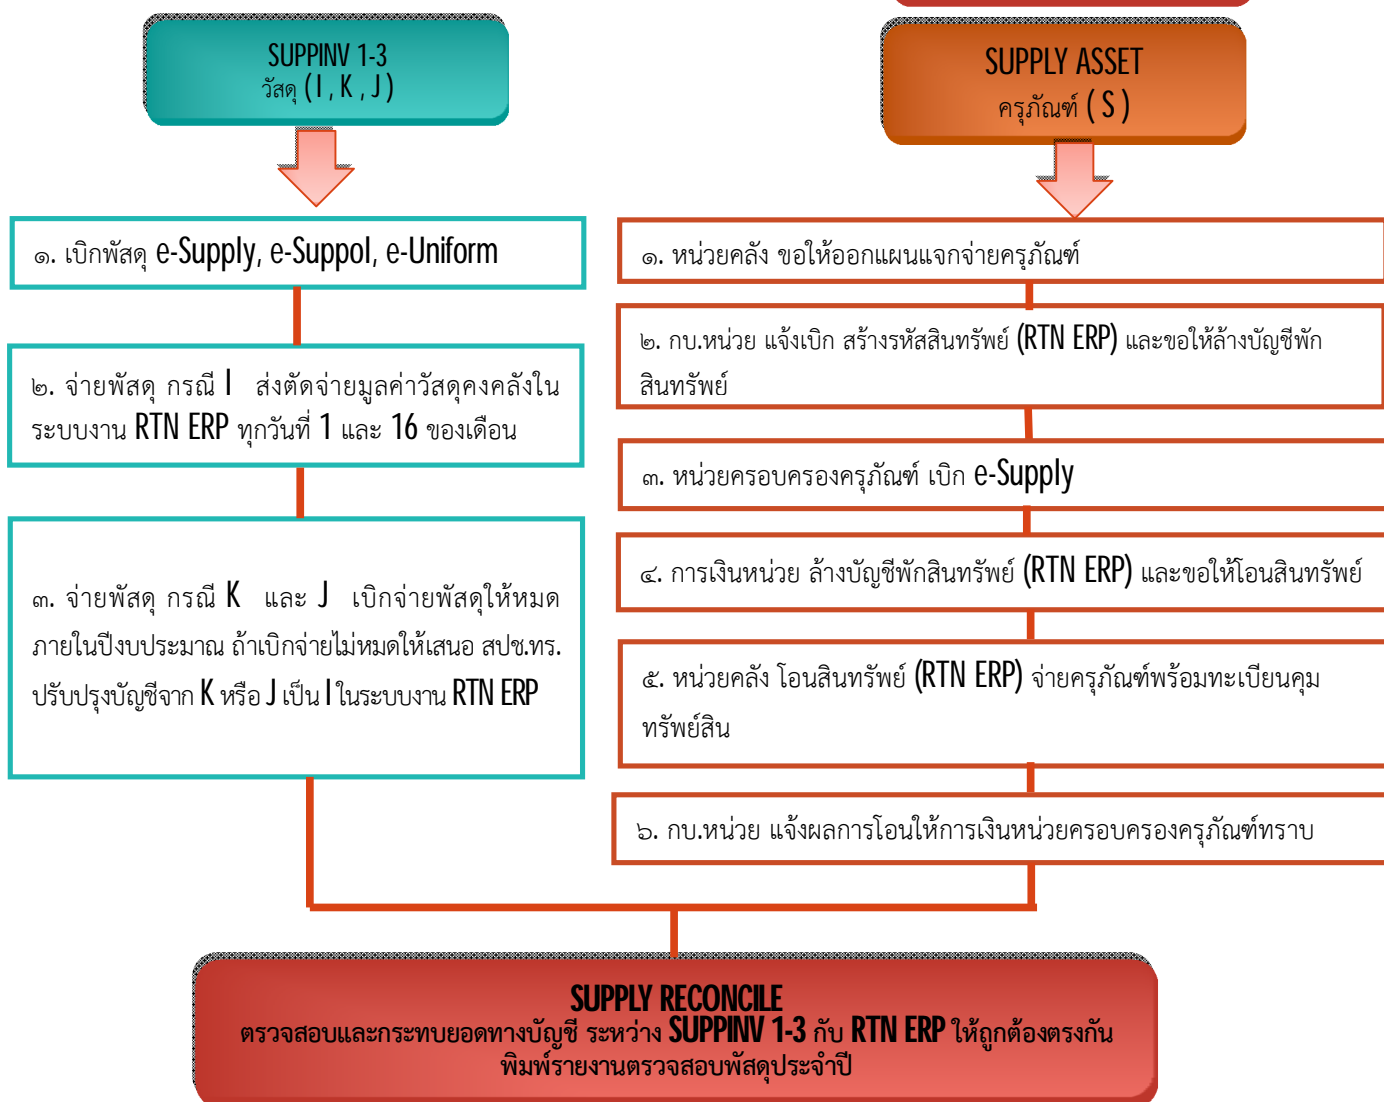 SUPPINV 1-3
วัสดุ ( I , K , J )
๑. เบิกพัสดุ e-Supply, e-Suppol, e-Uniform
๒. จ่ายพัสดุ กรณี I ส่งตัดจ่ายมูลค่าวัสดุคงคลังใน
ระบบงาน RTN ERP ทุกวันที่ 1 และ 16 ของเดือน
๓. จ่ายพัสดุ กรณี K และ J เบิกจ่ายพัสดุให้หมด
ภายในปีงบประมาณ ถ้าเบิกจ่ายไม่หมดให้เสนอ สปช.ทร.
ปรับปรุงบัญชีจาก K หรือ J เป็น I ในระบบงาน RTN ERP
SUPPLY ASSET
ครุภัณฑ์ ( S )
๑. หน่วยคลัง ขอให้ออกแผนแจกจ่ายครุภัณฑ์
๒. กบ.หน่วย แจ้งเบิก สร้างรหัสสินทรัพย์ (RTN ERP) และขอให้ล้างบัญชีพัก
สินทรัพย์
๓. หน่วยครอบครองครุภัณฑ์ เบิก e-Supply
๔. การเงินหน่วย ล้างบัญชีพักสินทรัพย์ (RTN ERP) และขอให้โอนสินทรัพย์
๕. หน่วยคลัง โอนสินทรัพย์ (RTN ERP) จ่ายครุภัณฑ์พร้อมทะเบียนคุม
ทรัพย์สิน
๖. กบ.หน่วย แจ้งผลการโอนให้การเงินหน่วยครอบครองครุภัณฑ์ทราบ
SUPPLY RECONCILE
ตรวจสอบและกระทบยอดทางบัญชี ระหว่าง SUPPINV 1-3 กับ RTN ERP ให้ถูกต้องตรงกัน
พิมพ์รายงานตรวจสอบพัสดุประจำปี